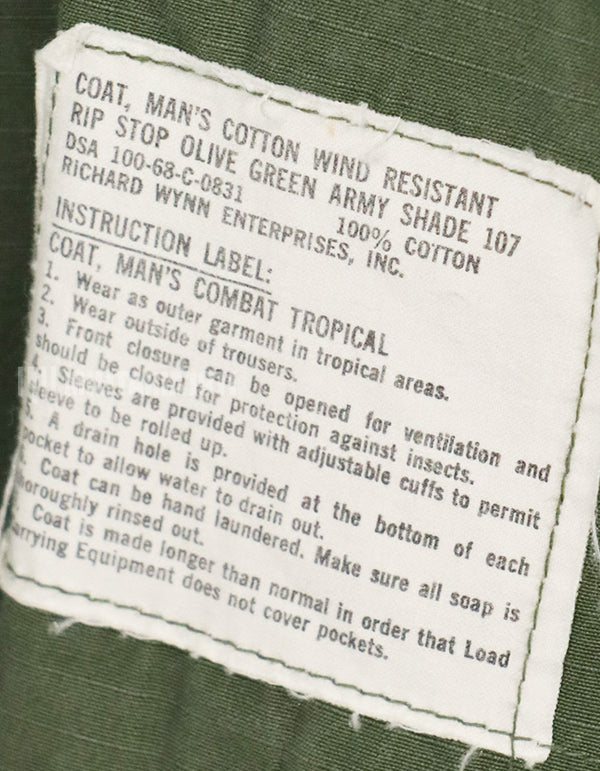 COAT, MAN'S COTTON WIND RESISTANT
RIP STOP OLIVE GREEN ARMY SHADE 107
DSA 100-68-C-0831 100% COTTON
RICHARD WYNN ENTERPRISES, INC.
INSTRUCTION LABEL:
COAT, MAN'S COMBAT TROPICAL
1. Wear as outer garment in tropical areas.
2. Wear outside of trousers.
3. Front closure can be opened for ventilation and
should be closed for protection against insects.
4. Sleeves are provided with adjustable cuffs to permit
sleeve to be rolled up.
5. A drain hole is provided at the bottom of each
pocket to allow water to drain out.
Coat can be hand laundered. Make sure all soap is
thoroughly rinsed out.
Coat is made longer than normal in order that Load
Carrying Equipment does not cover pockets.